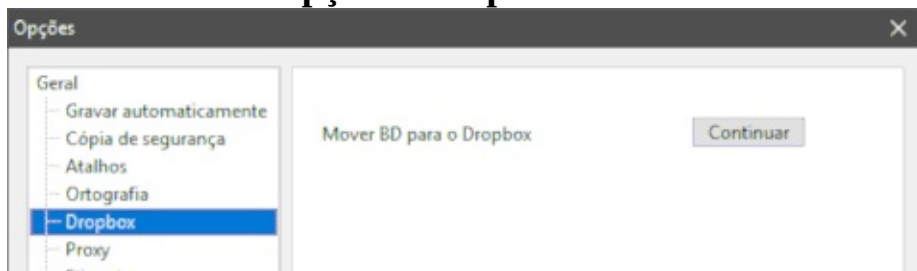 Opções
Geral
Gravar automaticamente
Cópia de segurança
Atalhos
Ortografia
Dropbox
Proxy
Mover BD para o Dropbox
Continuar